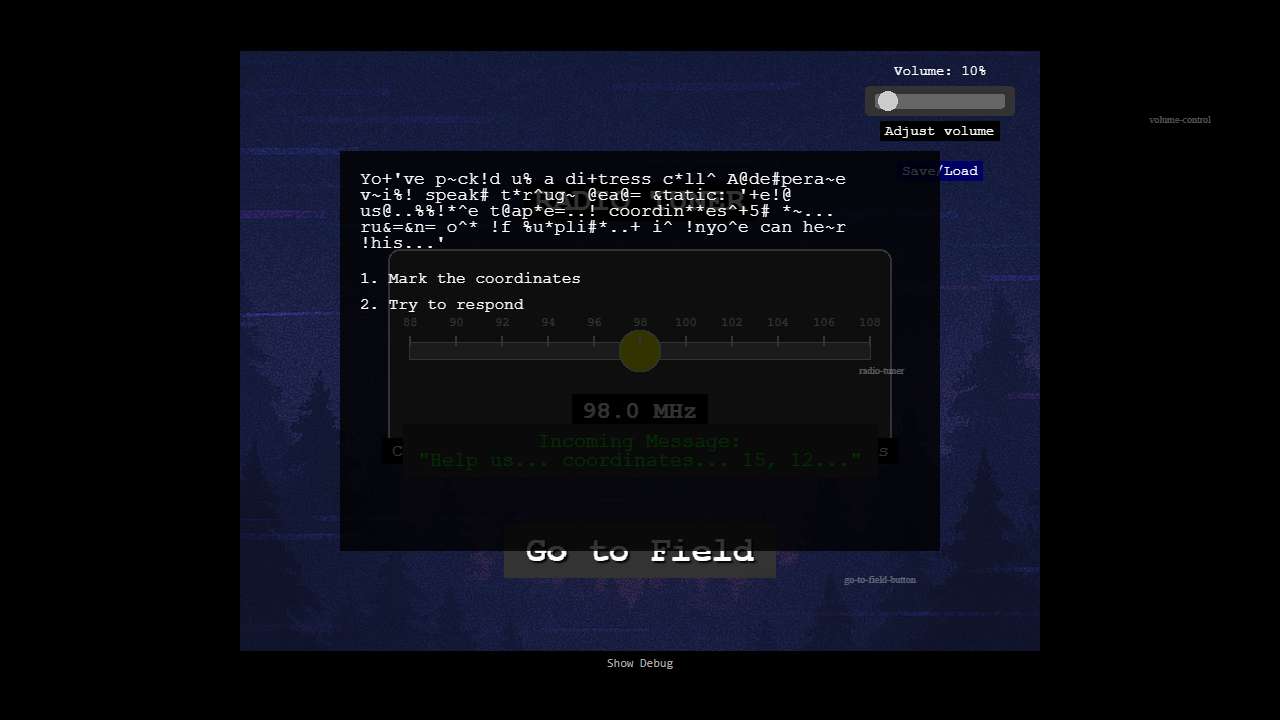 Volume: 10%
volume-control
Adjust volume
Save/Load
Yo+'ve p~ck!d u% a di+tress c*ll^ A@de#pera~e
v~i%! speak# t*r^ug~ @ea@= &tatic: '+e!@
us@..%%!*^e t@ap*e=..! coordin**es^+5# *~...
ru&=&n= o^* !f %u*pli#*..+ i^ !nyo^e can he~r
!his...'
RADIO TUNER
1. Mark the coordinates
2. Try to respond
88 90 92 94 96 98 100 102 104 106 108
radio-tuner
98.0 MHz
Incoming Message:
"Help us... coordinates... 15, 12..."
Go to Field
go-to-field-button
Show Debug